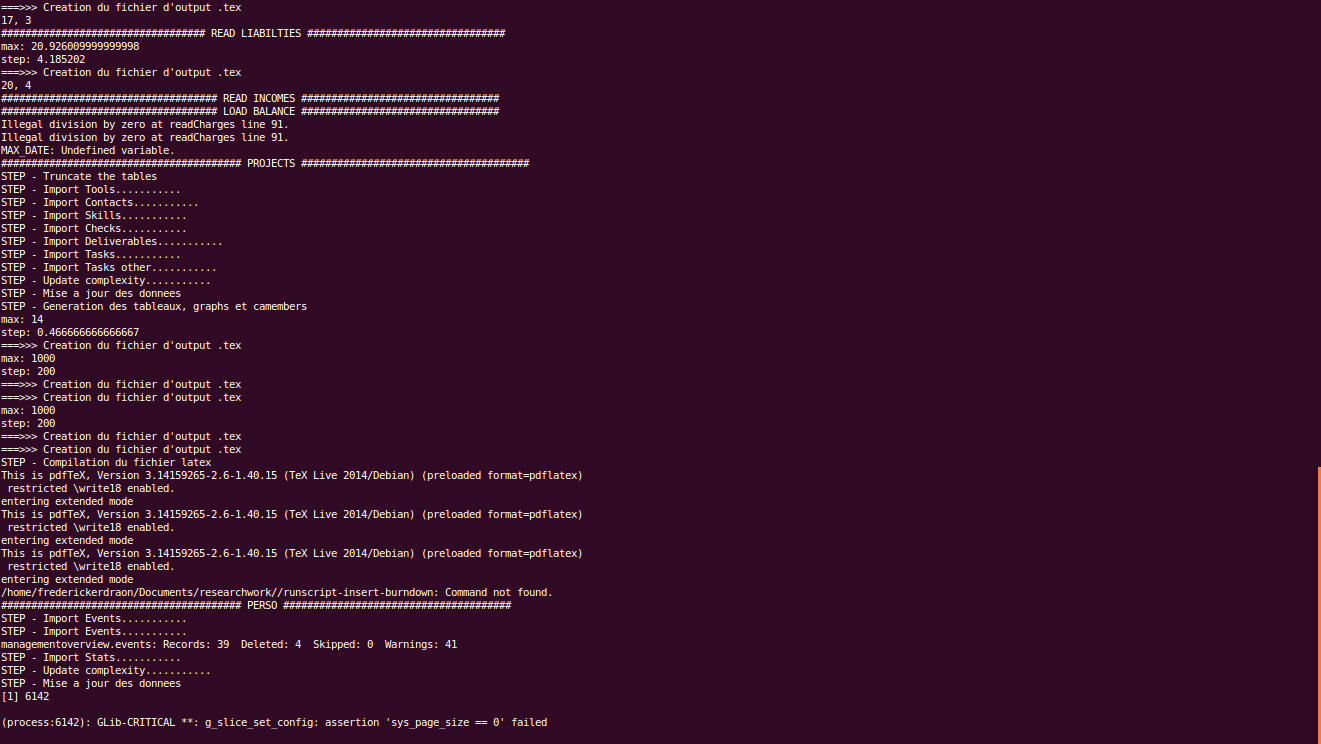 ===>>> Creation du fichier d'output .tex
17, 3
################################## READ LIABILTIES #################################
max: 20.926009999999998
step: 4.185202
===>>> Creation du fichier d'output .tex
20, 4
#################################### READ INCOMES #################################
#################################### LOAD BALANCE #################################
Illegal division by zero at readCharges line 91.
Illegal division by zero at readCharges line 91.
MAX_DATE: Undefined variable.
######################################## PROJECTS ######################################
STEP - Truncate the tables
STEP - Import Tools...........
STEP - Import Contacts...........
STEP - Import Skills...........
STEP - Import Checks...........
STEP - Import Deliverables...........
STEP - Import Tasks...........
STEP - Import Tasks other...........
STEP - Update complexity...........
STEP - Mise a jour des donnees
STEP - Generation des tableaux, graphs et camembers
max: 14
step: 0.466666666666667
===>>> Creation du fichier d'output .tex
max: 1000
step: 200
===>>> Creation du fichier d'output .tex
===>>> Creation du fichier d'output .tex
max: 1000
step: 200
===>>> Creation du fichier d'output .tex
===>>> Creation du fichier d'output .tex
STEP - Compilation du fichier latex
This is pdfTeX, Version 3.14159265-2.6-1.40.15 (TeX Live 2014/Debian) (preloaded format=pdflatex)
 restricted \write18 enabled.
entering extended mode
This is pdfTeX, Version 3.14159265-2.6-1.40.15 (TeX Live 2014/Debian) (preloaded format=pdflatex)
 restricted \write18 enabled.
entering extended mode
This is pdfTeX, Version 3.14159265-2.6-1.40.15 (TeX Live 2014/Debian) (preloaded format=pdflatex)
 restricted \write18 enabled.
entering extended mode
/home/frederickerdraon/Documents/researchwork//runscript-insert-burndown: Command not found.
######################################## PERSO ######################################
STEP - Import Events...........
STEP - Import Events...........
managementoverview.events: Records: 39  Deleted: 4  Skipped: 0  Warnings: 41
STEP - Import Stats...........
STEP - Update complexity...........
STEP - Mise a jour des donnees
[1] 6142
(process:6142): GLib-CRITICAL **: g_slice_set_config: assertion 'sys_page_size == 0' failed